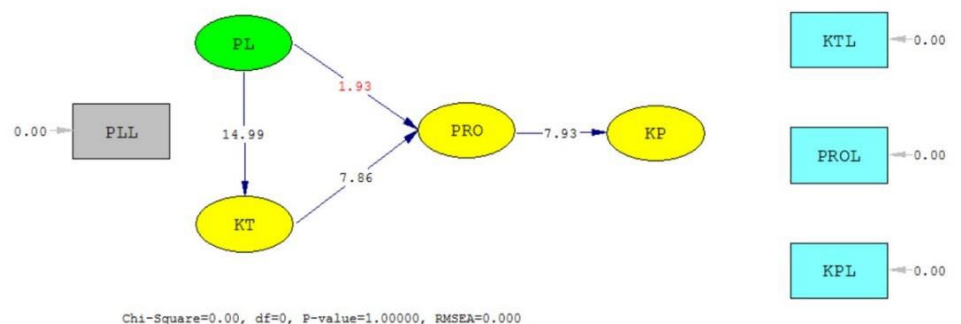 PL
KTL
0.00
1.93
0.00
PLL
14.99
PRO
7.93
KP
PROL
0.00
7.86
KT
KPL
0.00
Chi-Square=0.00, df=0, P-value=1.00000, RMSEA=0.000